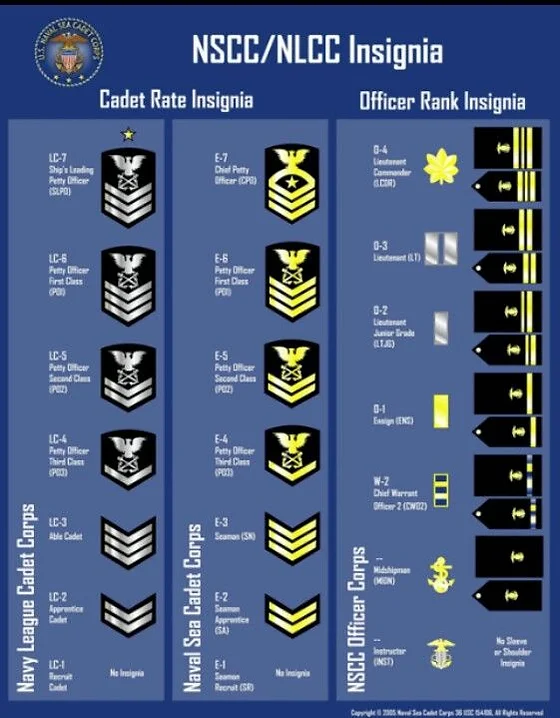 U.S. NAVAL SEA CADET CORPS
NSCC/NLCC Insignia
Cadet Rate Insignia
Officer Rank Insignia
Navy League Cadet Corps
LC-7
Ship's Leading
Petty Officer
(SLPO)
LC-6
Petty Officer
First Class
(PO1)
LC-5
Petty Officer
Second Class
(PO2)
LC-4
Petty Officer
Third Class
(PO3)
LC-3
Able Cadet
LC-2
Apprentice
Cadet
LC-1
Recruit
Cadet
No Insignia
Naval Sea Cadet Corps
E-7
Chief Petty
Officer (CPO)
E-6
Petty Officer
First Class
(PO1)
E-5
Petty Officer
Second Class
(PO2)
E-4
Petty Officer
Third Class
(PO3)
E-3
Seaman (SN)
E-2
Seaman
Apprentice
(SA)
E-1
Seaman
Recruit (SR)
No Insignia
NSCC Officer Corps
O-4
Lieutenant
Commander
(LCDR)
O-3
Lieutenant (LT)
O-2
Lieutenant
Junior Grade
(LTJG)
O-1
Ensign (ENS)
W-2
Chief Warrant
Officer 2 (CWO2)
--
Midshipman
(MIDN)
--
Instructor
(INST)
No Sleeve
or Shoulder
Insignia
Copyright © 2005 Naval Sea Cadet Corps 36 USC 154106, All Rights Reserved